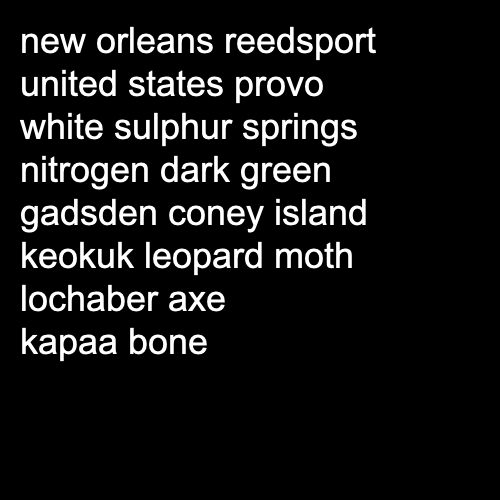 new orleans reedsport
united states provo
white sulphur springs
nitrogen dark green
gadsden coney island
keokuk leopard moth
lochaber axe
kapaa bone